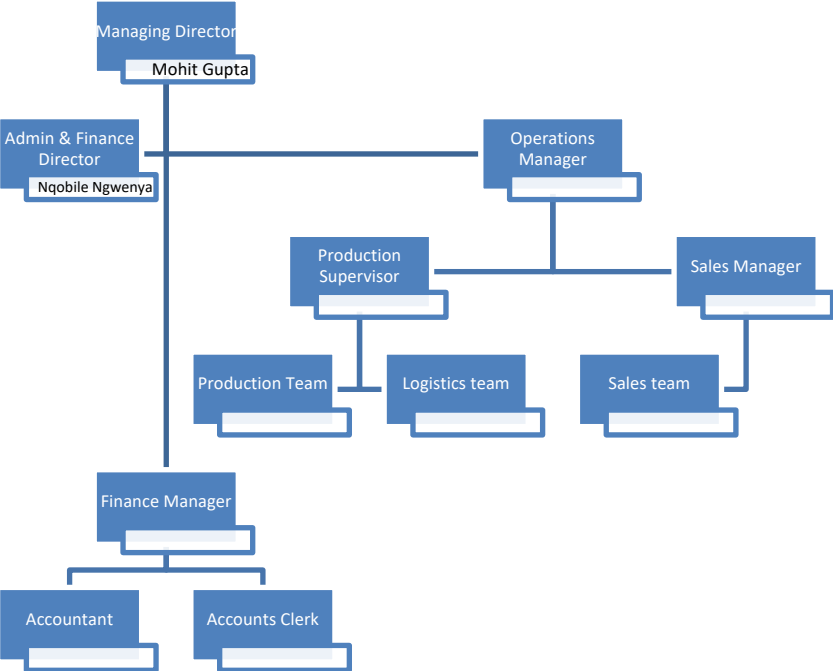 Managing Director
Mohit Gupta
Admin & Finance
Director
Nqobile Ngwenya
Operations
Manager
Production
Supervisor
Sales Manager
Production Team
Logistics team
Sales team
Finance Manager
Accountant
Accounts Clerk